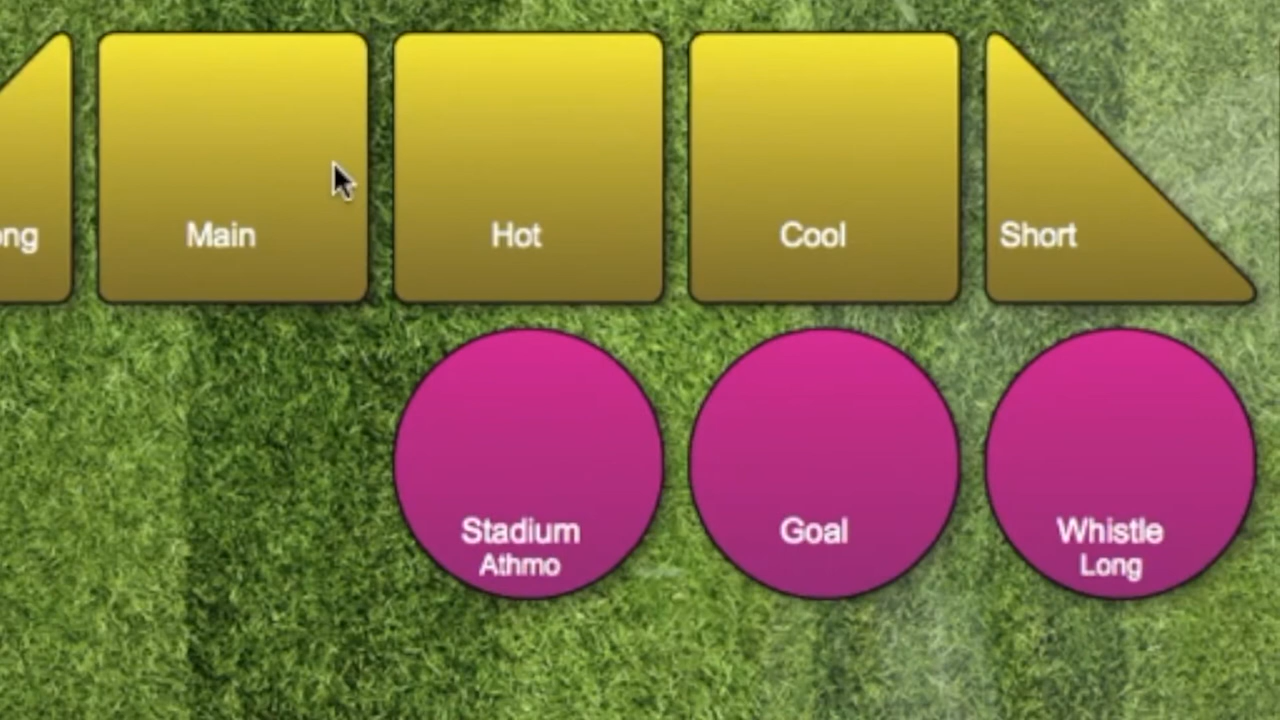 ong
Main
Hot
Cool
Short
Stadium
Athmo
Goal
Whistle
Long